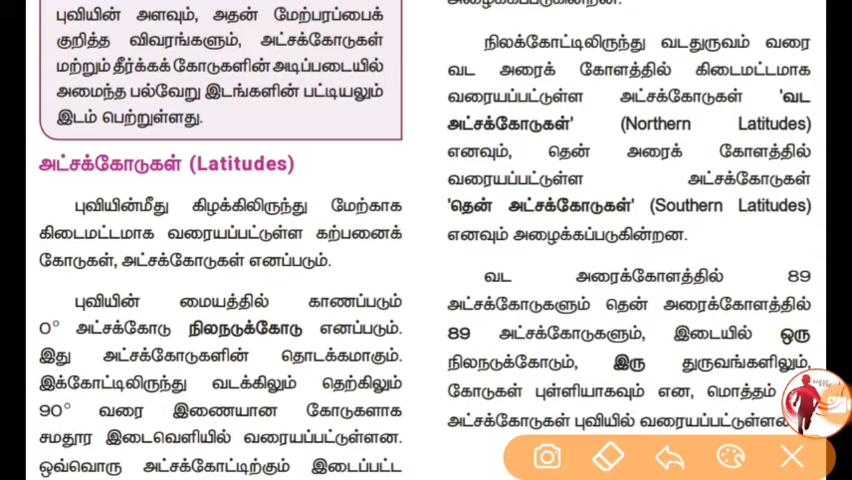 புவியின் அளவும், அதன் மேற்பரப்பைக்
குறித்த விவரங்களும், அட்சக்கோடுகள்
மற்றும் தீர்க்கக் கோடுகளின் அடிப்படையில்
அமைந்த பல்வேறு இடங்களின் பட்டியலும்
இடம் பெற்றுள்ளது.
அட்சக்கோடுகள் (Latitudes)
புவியின்மீது கிழக்கிலிருந்து மேற்காக
கிடைமட்டமாக வரையப்பட்டுள்ள கற்பனைக்
கோடுகள், அட்சக்கோடுகள் எனப்படும்.
புவியின் மையத்தில் காணப்படும்
0° அட்சக்கோடு நிலநடுக்கோடு எனப்படும்.
இது அட்சக்கோடுகளின் தொடக்கமாகும்.
இக்கோட்டிலிருந்து வடக்கிலும் தெற்கிலும்
90° வரை இணையான கோடுகளாக
சமதூர இடைவெளியில் வரையப்பட்டுள்ளன.
ஒவ்வொரு அட்சக்கோட்டிற்கும் இடைப்பட்ட
அழைக்கப்படுகின்றன.
நிலக்கோட்டிலிருந்து வடதுருவம் வரை
வட அரைக் கோளத்தில் கிடைமட்டமாக
வரையப்பட்டுள்ள அட்சக்கோடுகள் 'வட
அட்சக்கோடுகள்' (Northern Latitudes)
எனவும், தென் அரைக் கோளத்தில்
வரையப்பட்டுள்ள அட்சக்கோடுகள்
'தென் அட்சக்கோடுகள்' (Southern Latitudes)
எனவும் அழைக்கப்படுகின்றன.
வட அரைக்கோளத்தில் 89
அட்சக்கோடுகளும் தென் அரைக்கோளத்தில்
89 அட்சக்கோடுகளும், இடையில் ஒரு
நிலநடுக்கோடும், இரு துருவங்களிலும்,
கோடுகள் புள்ளியாகவும் என, மொத்தம்
அட்சக்கோடுகள் புவியில் வரையப்பட்டுள்ளன